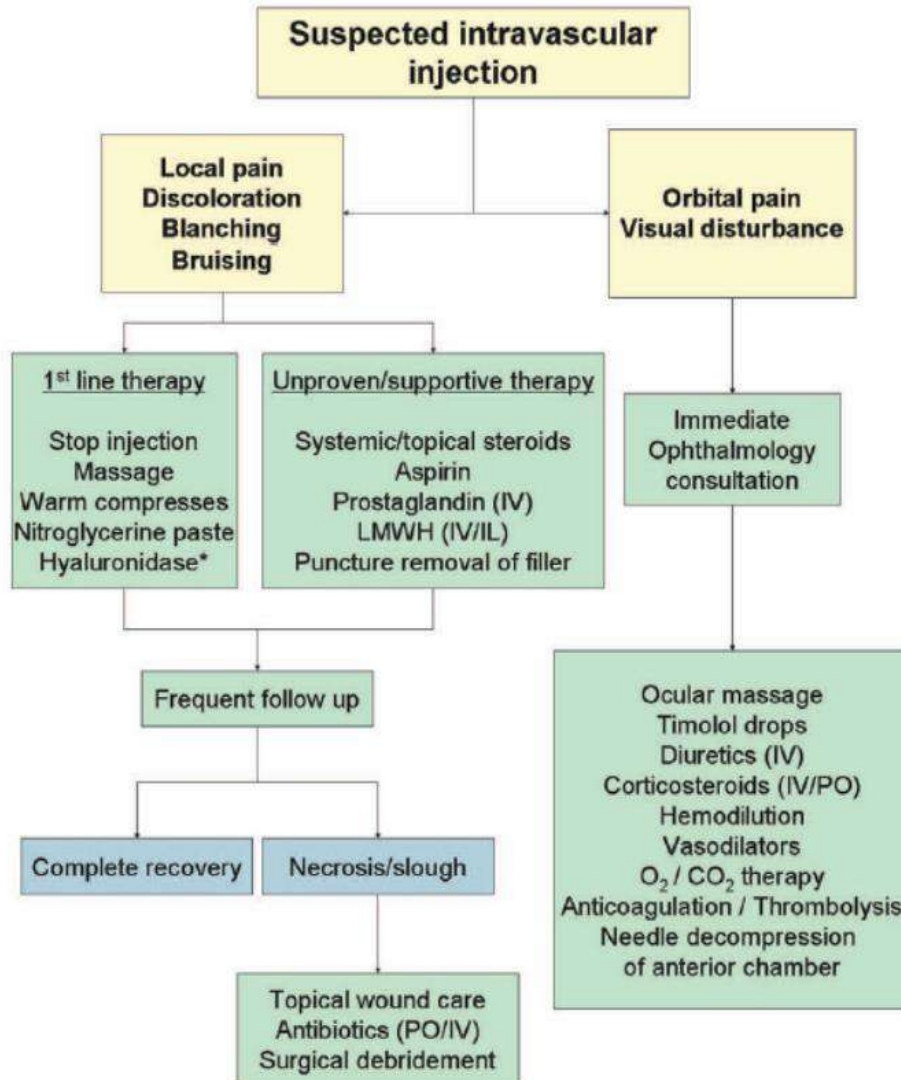 Suspected intravascular
injection
Local pain
Discoloration
Blanching
Bruising
Orbital pain
Visual disturbance
1st line therapy
Stop injection
Massage
Warm compresses
Nitroglycerine paste
Hyaluronidase*
Unproven/supportive therapy
Systemic/topical steroids
Aspirin
Prostaglandin (IV)
LMWH (IV/IL)
Puncture removal of filler
Immediate
Ophthalmology
consultation
Frequent follow up
Complete recovery
Necrosis/slough
Topical wound care
Antibiotics (PO/IV)
Surgical debridement
Ocular massage
Timolol drops
Diuretics (IV)
Corticosteroids (IV/PO)
Hemodilution
Vasodilators
O2 / CO2 therapy
Anticoagulation / Thrombolysis
Needle decompression
of anterior chamber